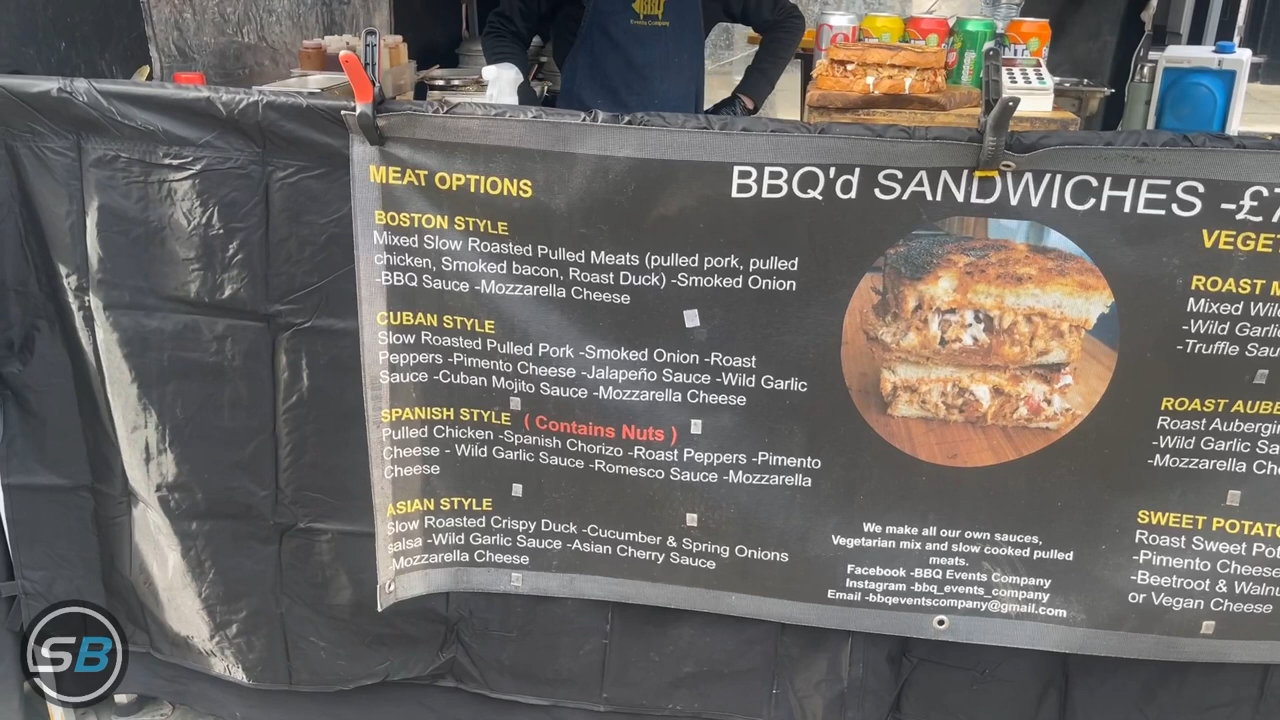 Events Company
MEAT OPTIONS
BOSTON STYLE
Mixed Slow Roasted Pulled Meats (pulled pork, pulled
chicken, Smoked bacon, Roast Duck) -Smoked Onion
-BBQ Sauce -Mozzarella Cheese
CUBAN STYLE
Slow Roasted Pulled Pork -Smoked Onion -Roast
Peppers -Pimento Cheese -Jalapeño Sauce -Wild Garlic
Sauce -Cuban Mojito Sauce -Mozzarella Cheese
SPANISH STYLE ( Contains Nuts )
Pulled Chicken -Spanish Chorizo -Roast Peppers -Pimento
Cheese - Wild Garlic Sauce -Romesco Sauce -Mozzarella
Cheese
ASIAN STYLE
Slow Roasted Crispy Duck -Cucumber & Spring Onions
salsa -Wild Garlic Sauce -Asian Cherry Sauce
-Mozzarella Cheese
BBQ'd SANDWICHES -£7
We make all our own sauces,
Vegetarian mix and slow cooked pulled
meats.
Facebook -BBQ Events Company
Instagram -bbq_events_company
Email -bbqeventscompany@gmail.com
VEGET
ROAST M
Mixed Wil
-Wild Garlic
-Truffle Sau
ROAST AUBE
Roast Aubergin
-Wild Garlic Sa
-Mozzarella Ch
SWEET POTATO
Roast Sweet Pot
-Pimento Cheese
-Beetroot & Walnu
or Vegan Cheese
SB